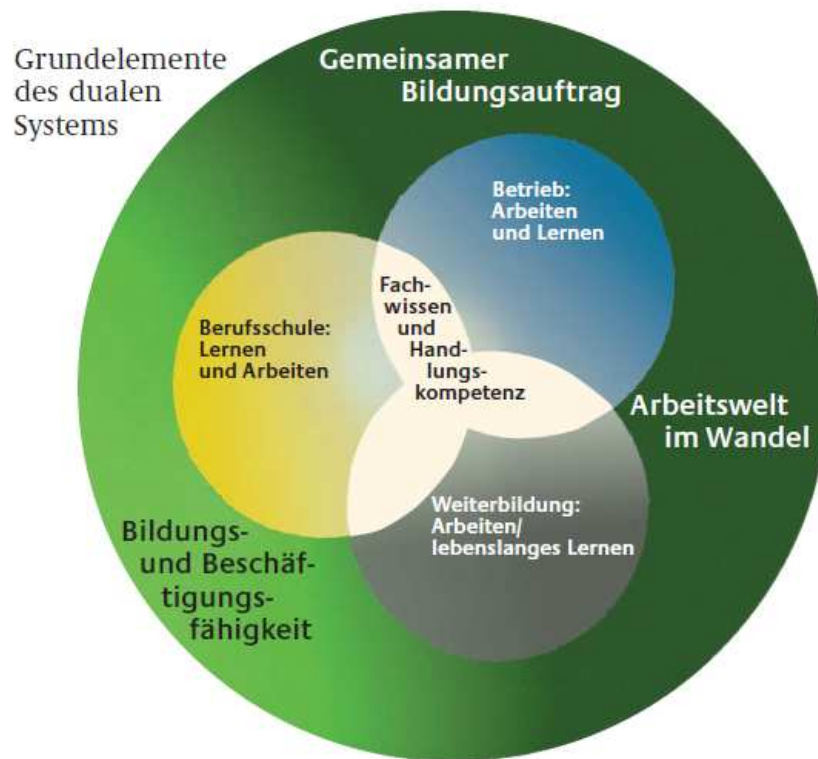 Grundelemente
des dualen
Systems
Gemeinsamer
Bildungsauftrag
Betrieb:
Arbeiten
und Lernen
Fach-
wissen
und
Hand-
lungs-
kompetenz
Berufsschule:
Lernen
und Arbeiten
Arbeitswelt
im Wandel
Weiterbildung:
Arbeiten/
lebenslanges Lernen
Bildungs-
und Beschäf-
tigungs-
fähigkeit